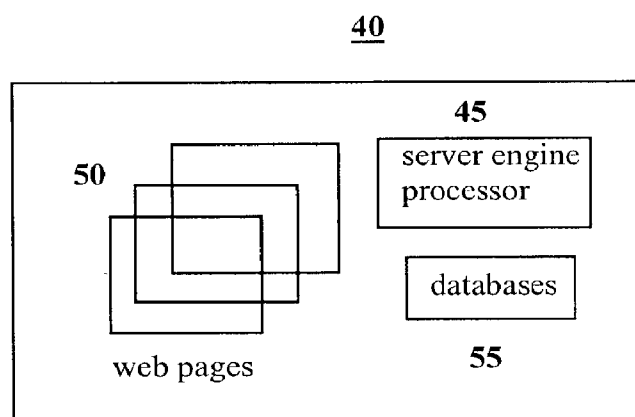 40
45
50
server engine
processor
databases
web pages
55